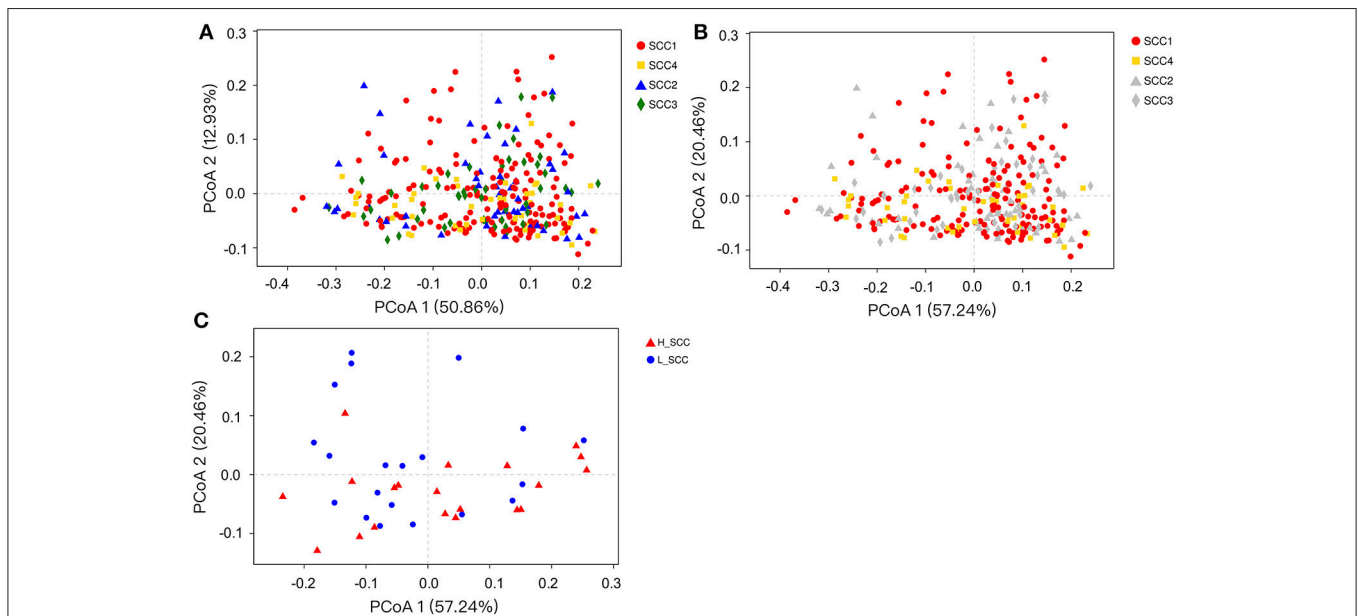 A
0.3
0.2
0.1
0.0
-0.1
PCoA 2 (12.93%)
-0.4 -0.3 -0.2 -0.1 0.0 0.1 0.2
PCoA 1 (50.86%)
SCC1
SCC4
SCC2
SCC3
B
0.3
0.2
0.1
0.0
-0.1
PCoA 2 (20.46%)
-0.4 -0.3 -0.2 -0.1 0.0 0.1 0.2
PCoA 1 (57.24%)
SCC1
SCC4
SCC2
SCC3
C
0.2
0.1
0.0
-0.1
PCoA 2 (20.46%)
-0.2 -0.1 0.0 0.1 0.2 0.3
PCoA 1 (57.24%)
H_SCC
L_SCC